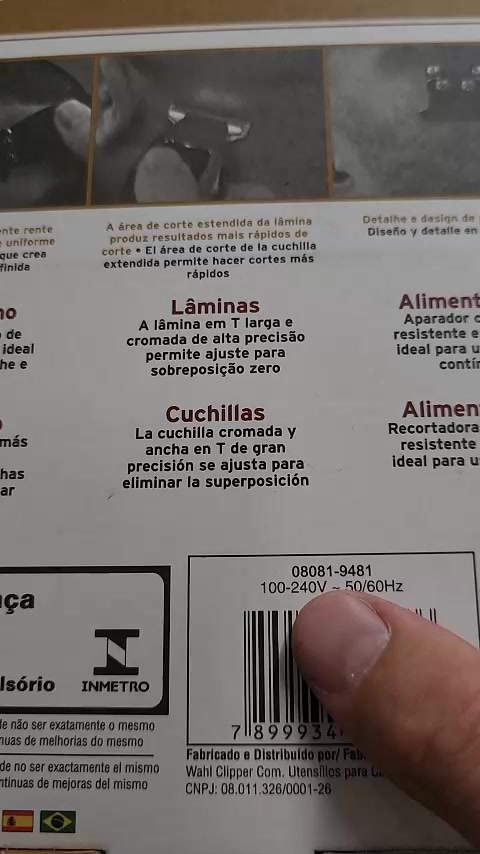 ente rente
uniforme
que crea
finida
A área de corte estendida da lâmina
produz resultados mais rápidos de
corte • El área de corte de la cuchilla
extendida permite hacer cortes más
rápidos
Detalhe e design de
Diseño y detalle en
no
de
ideal
he e
Lâminas
A lâmina em T larga e
cromada de alta precisão
permite ajuste para
sobreposição zero
Aliment
Aparador
resistente e
ideal para u
contín
más
has
ar
Cuchillas
La cuchilla cromada y
ancha en T de gran
precisión se ajusta para
eliminar la superposición
Alimen
Recortadora
resistente
ideal para u
nça
lsório
INMETRO
de não ser exatamente o mesmo
nuas de melhorias do mesmo
de no ser exactamente el mismo
ntinuas de mejoras del mismo
08081-9481
100-240V ~ 50/60Hz
7 899934
Fabricado e Distribuído por/ Fab
Wahl Clipper Com. Utensílios para
CNPJ: 08.011.326/0001-26